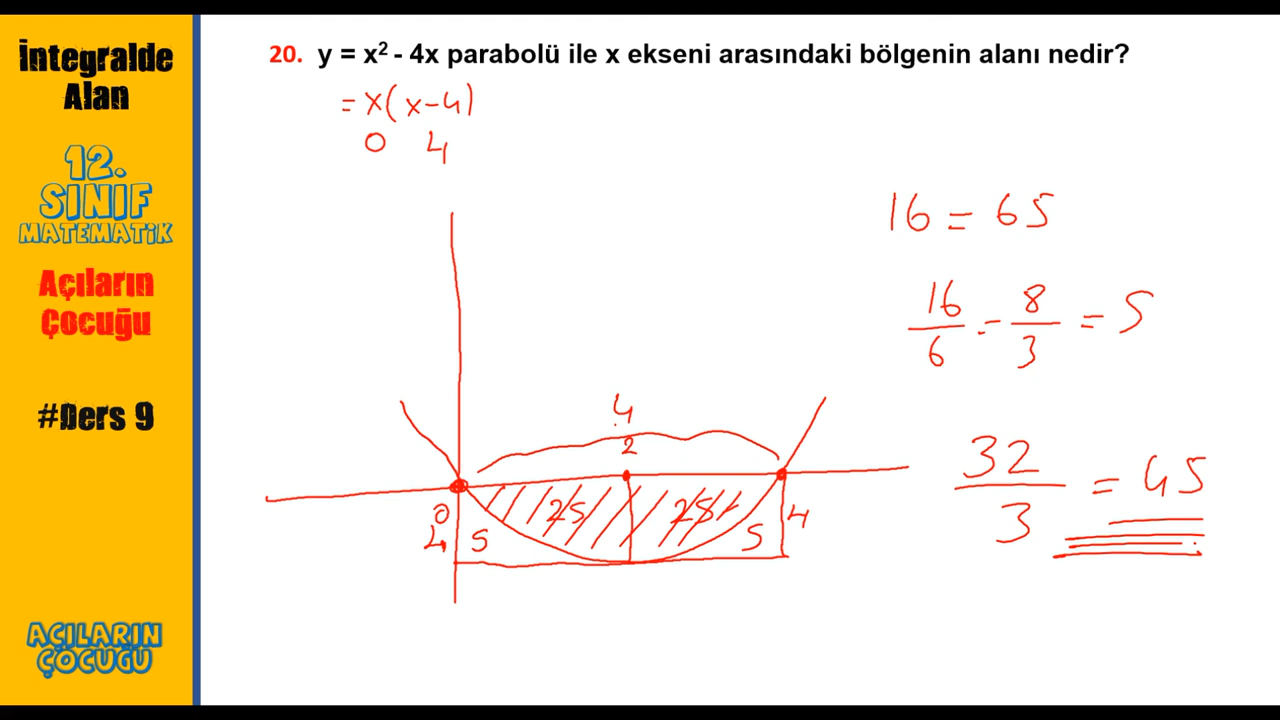 İntegralde
Alan
12.
SINIF
MATEMATİK
Açıların
Çocuğu
#Ders 9
AÇILARIN
ÇOCUĞU
20. y = x² - 4x parabolü ile x ekseni arasındaki bölgenin alanı nedir?
= x(x-4)
0 4
16 = 6S
16/6 = 8/3 = S
32/3 = 4S
4
2
0
4
S
2S
2S
S
4